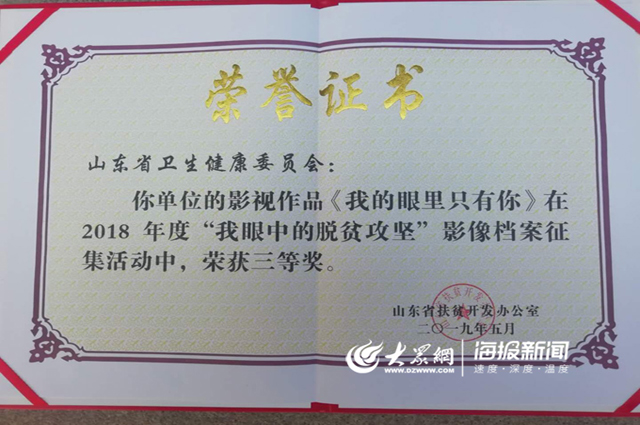 荣誉证书
山东省卫生健康委员会：
你单位的影视作品《我的眼里只有你》在
2018 年度“我眼中的脱贫攻坚”影像档案征
集活动中，荣获三等奖。
山东省扶贫开发办公室
二〇一九年五月
大众網 海报新闻
WWW.DZWWW.COM 速度·深度·温度